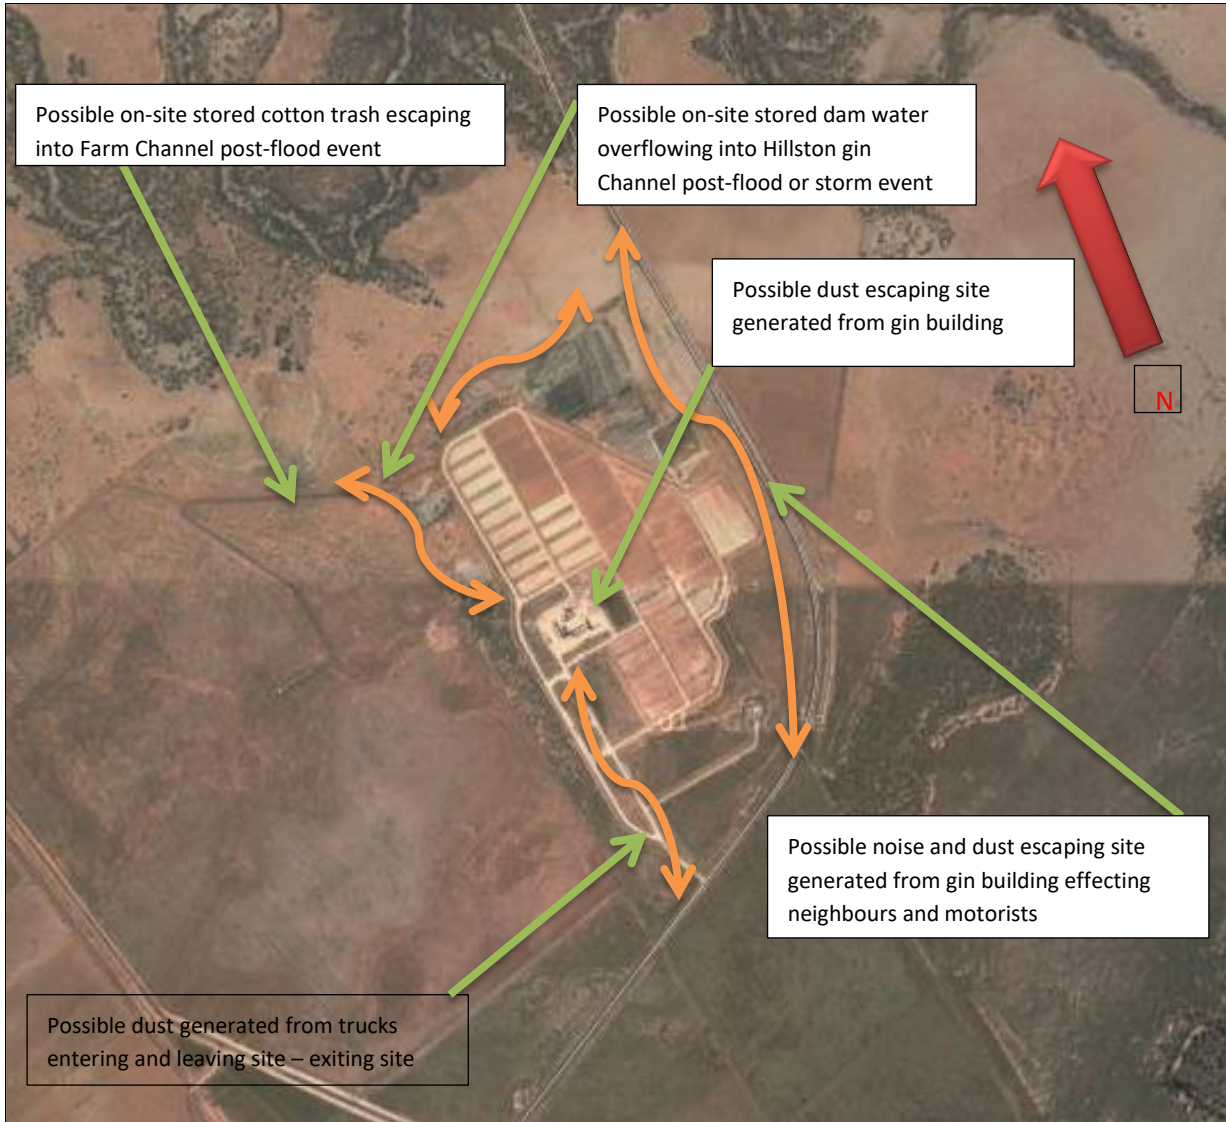 Possible on-site stored cotton trash escaping
into Farm Channel post-flood event
Possible on-site stored dam water
overflowing into Hillston gin
Channel post-flood or storm event
Possible dust escaping site
generated from gin building
N
Possible noise and dust escaping site
generated from gin building effecting
neighbours and motorists
Possible dust generated from trucks
entering and leaving site – exiting site